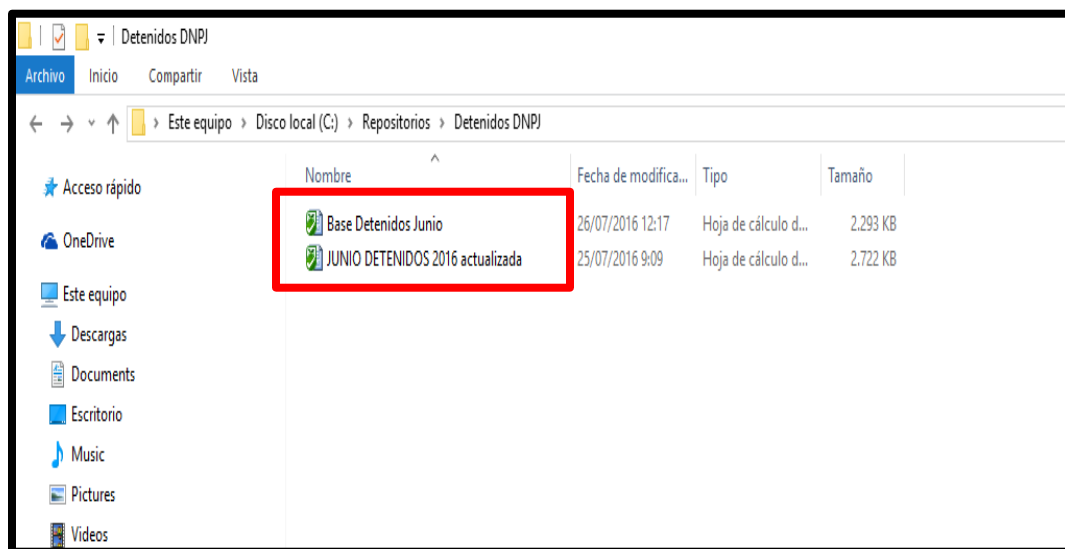 Detenidos DNPJ
Archivo Inicio Compartir Vista
Este equipo > Disco local (C:) > Repositorios > Detenidos DNPJ
Nombre Fecha de modifica... Tipo Tamaño
Acceso rápido
Base Detenidos Junio 26/07/2016 12:17 Hoja de cálculo d... 2.293 KB
OneDrive
JUNIO DETENIDOS 2016 actualizada 25/07/2016 9:09 Hoja de cálculo d... 2.722 KB
Este equipo
Descargas
Documents
Escritorio
Music
Pictures
Videos